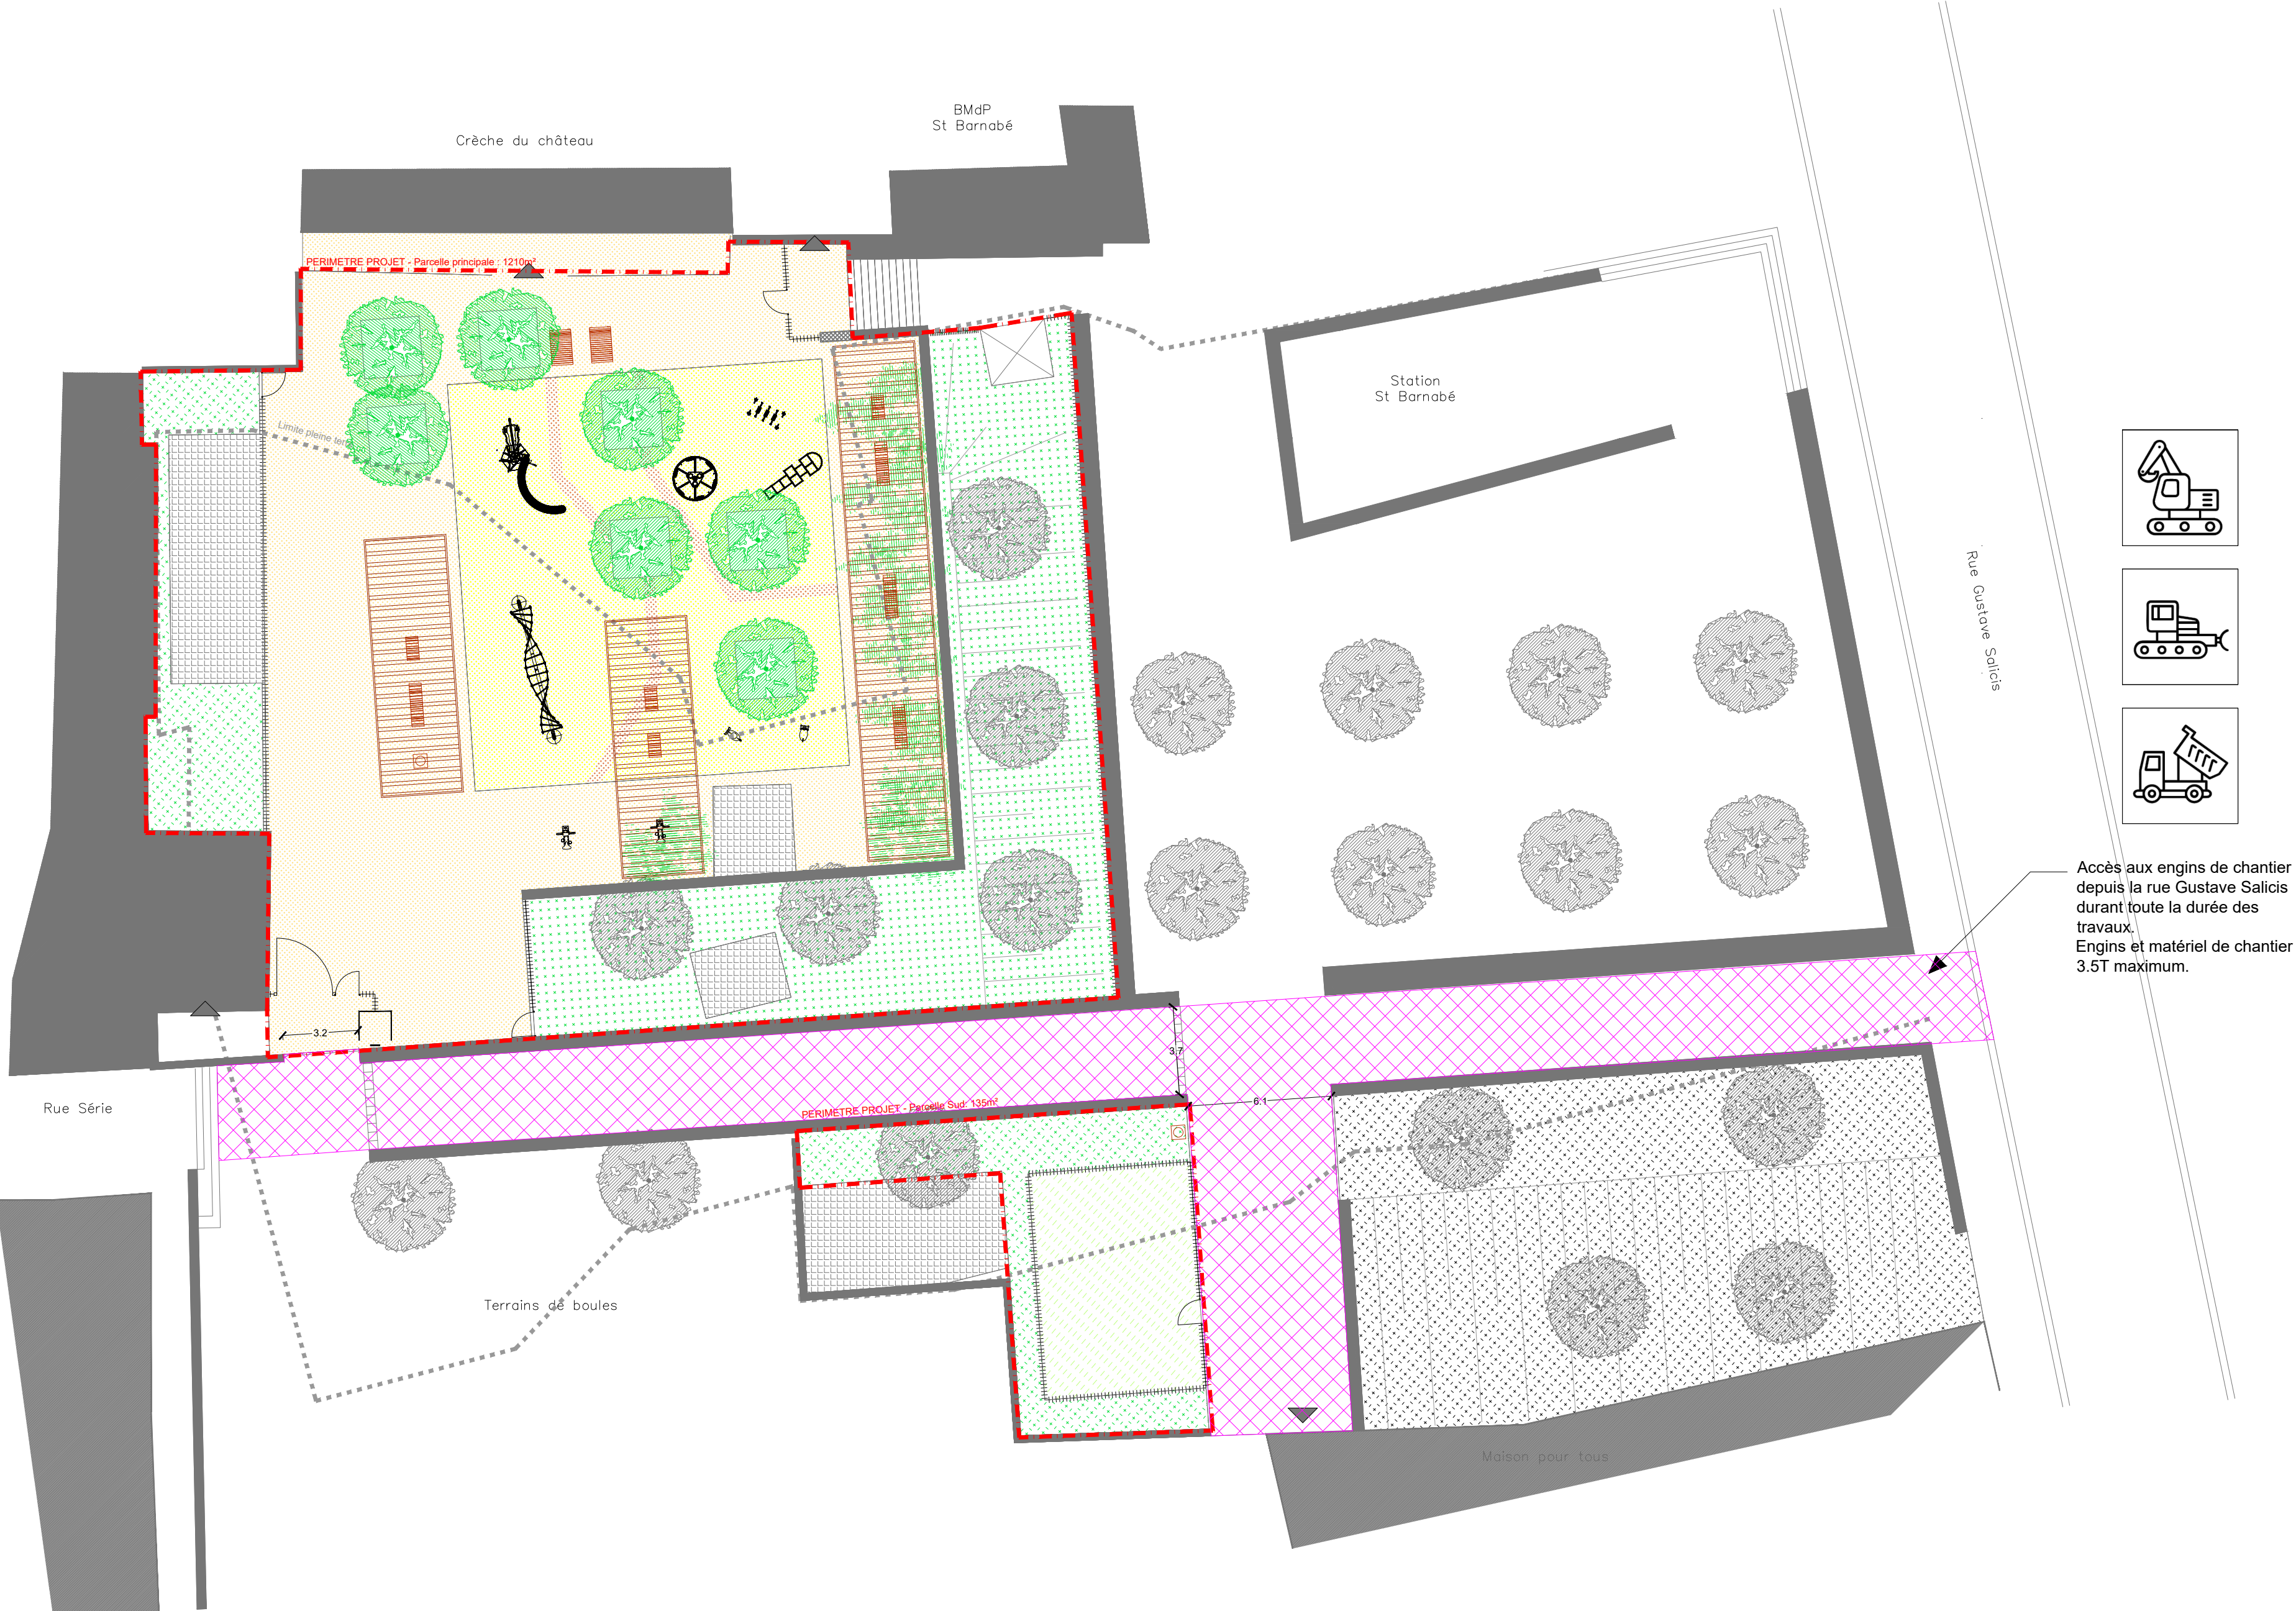 BMdP
St Barnabé
Crèche du château
PERIMETRE PROJET - Parcelle principale : 1210m²
Station
St Barnabé
Limite pleine terre
Rue Gustave Salicis
Accès aux engins de chantier
depuis la rue Gustave Salicis
durant toute la durée des
travaux.
Engins et matériel de chantier
3.5T maximum.
3.2
3.7
6.1
Rue Série
PERIMETRE PROJET - Parcelle Sud: 135m²
Terrains de boules
Maison pour tous